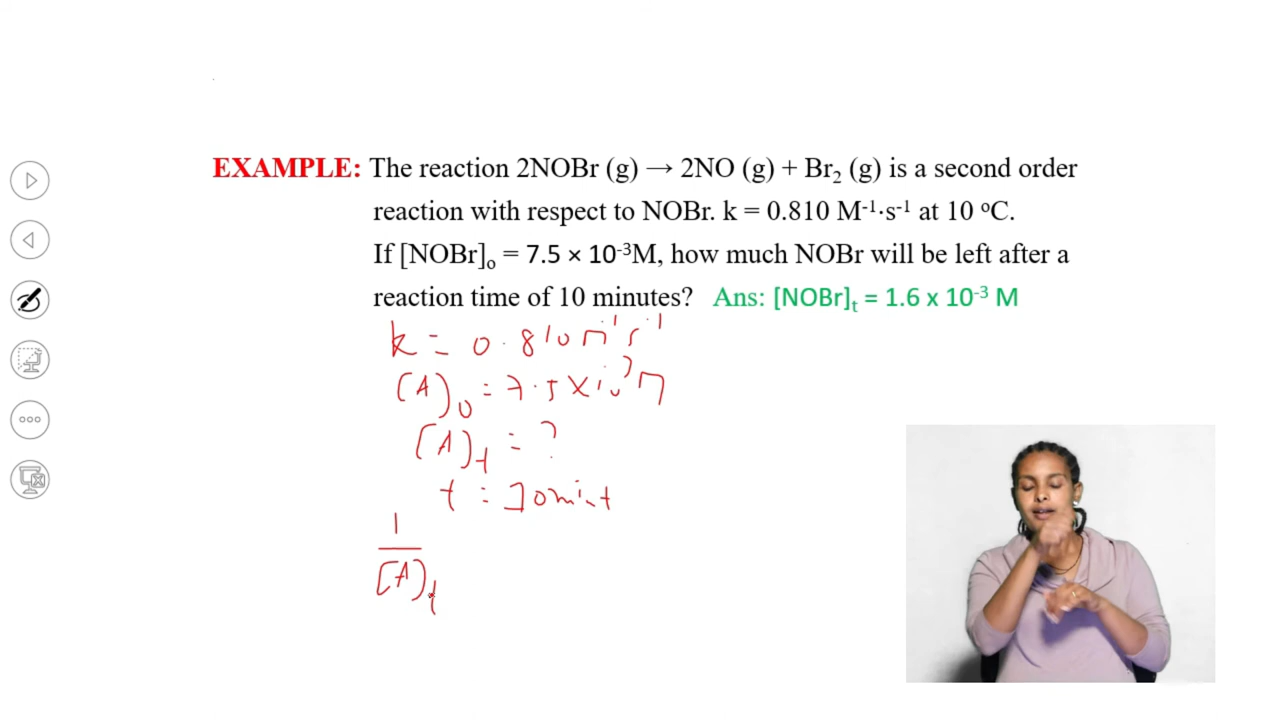 EXAMPLE: The reaction 2NOBr (g) → 2NO (g) + Br₂ (g) is a second order
reaction with respect to NOBr. k = 0.810 M⁻¹·s⁻¹ at 10 ᵒC.
If [NOBr]ₒ = 7.5 × 10⁻³M, how much NOBr will be left after a
reaction time of 10 minutes? Ans: [NOBr]ₜ = 1.6 x 10⁻³ M
k = 0.810 M⁻¹s⁻¹
[A]₀ = 7.5 X 10⁻³ M
[A]ₜ = ?
t = 10 mint
1
[A]ₜ